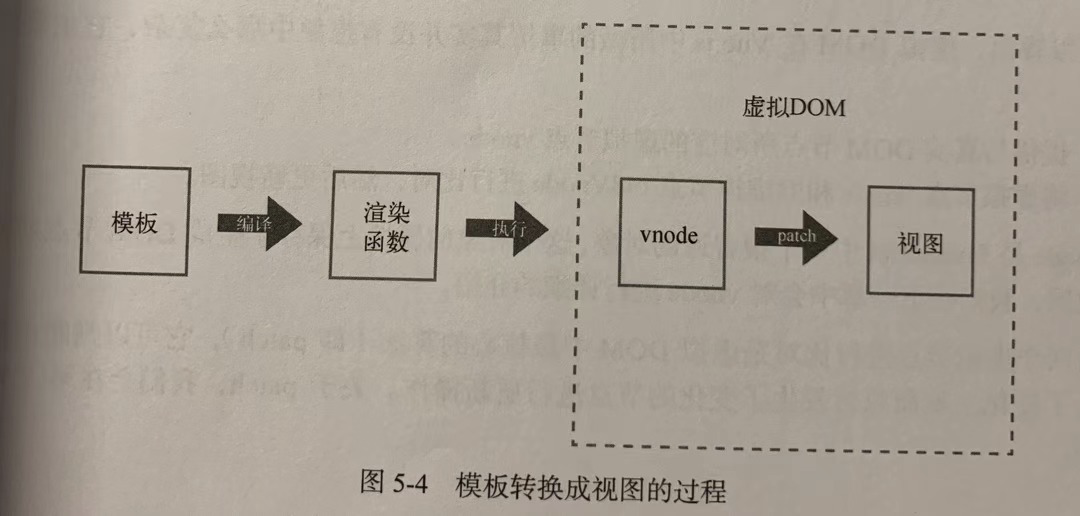 虚拟DOM
模板
编译
渲染
函数
执行
vnode
patch
视图
图 5-4 模板转换成视图的过程